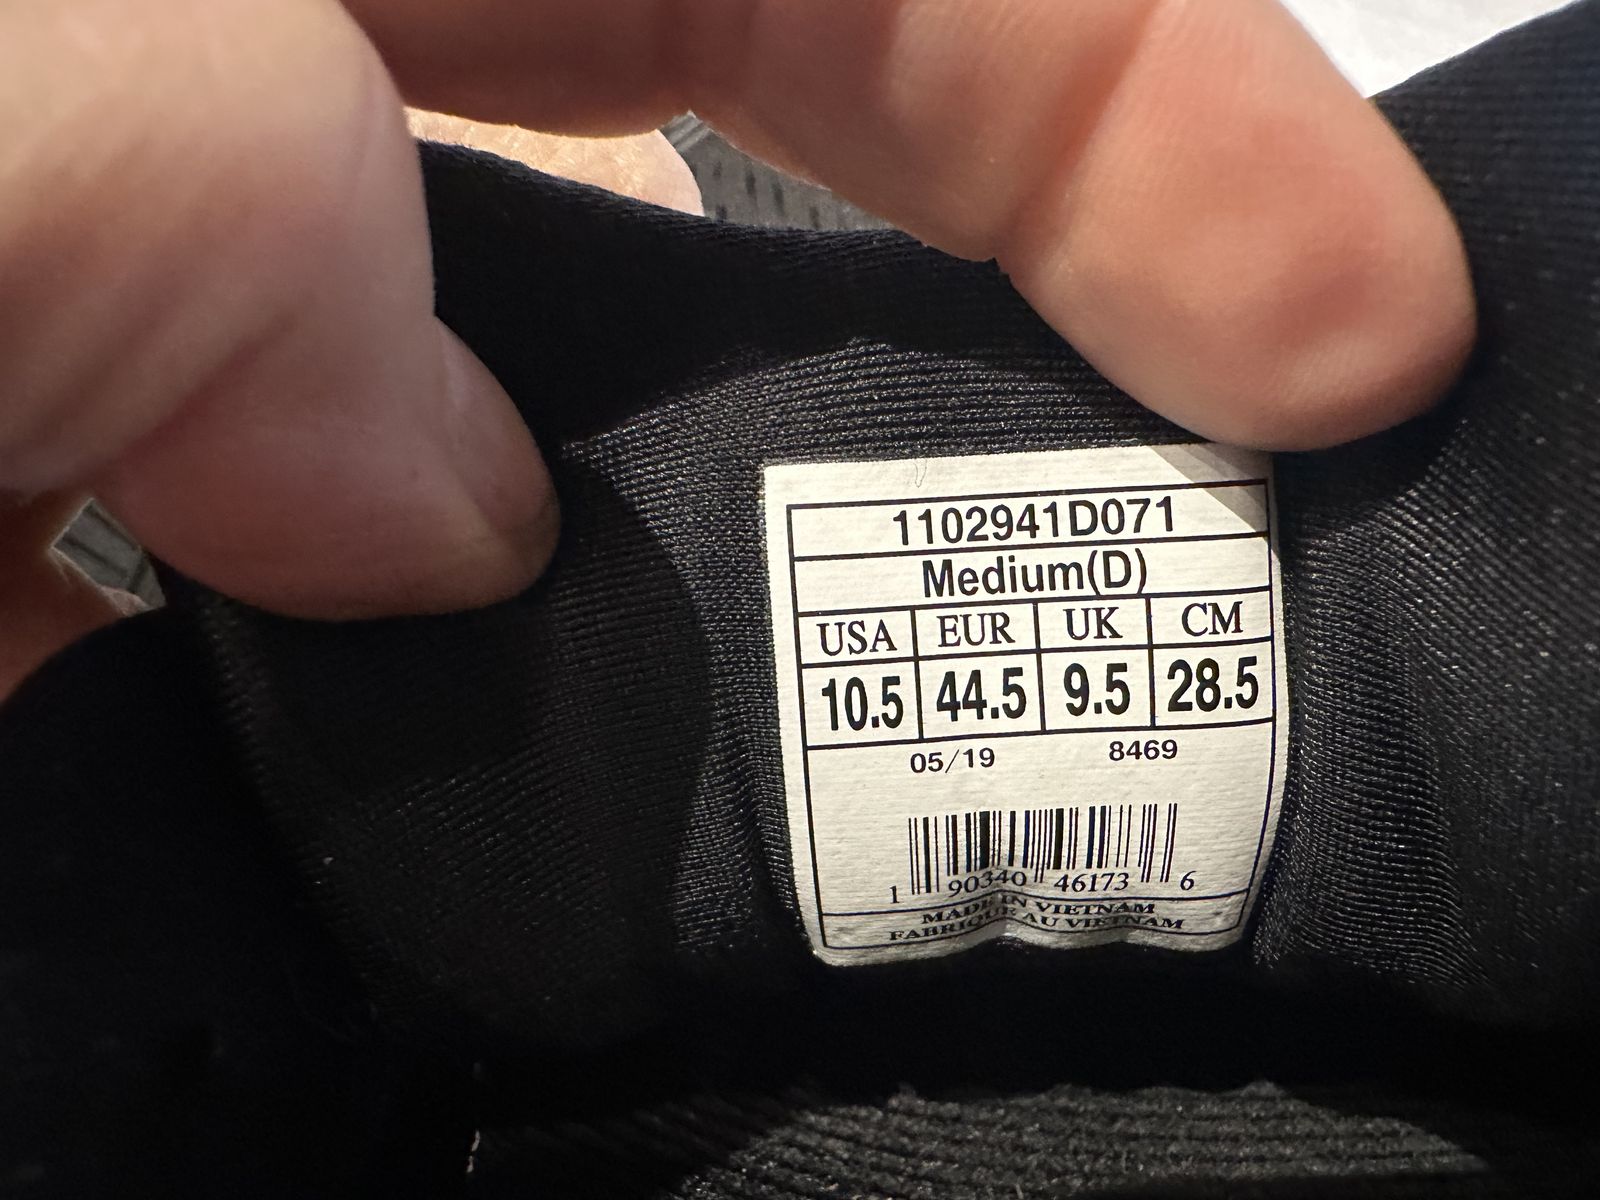 1102941D071
Medium(D)
USA EUR UK CM
10.5 44.5 9.5 28.5
05/19 8469
1 90340 46173 6
MADE IN VIETNAM
FABRIQUE AU VIETNAM